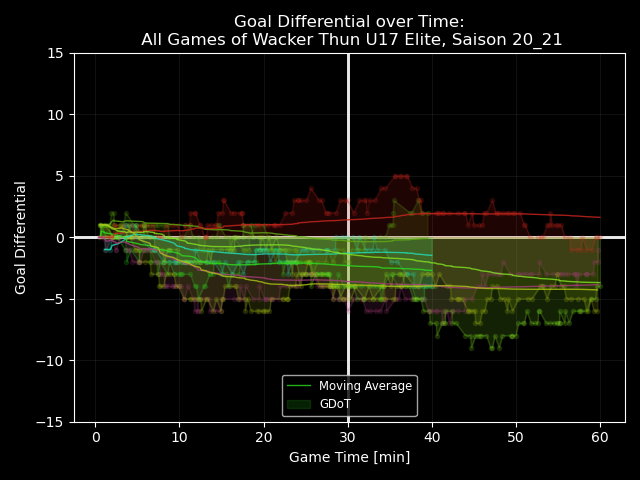 Goal Differential over Time:
All Games of Wacker Thun U17 Elite, Saison 20_21
15
10
5
0
−5
−10
−15
Goal Differential
Moving Average
GDoT
0 10 20 30 40 50 60
Game Time [min]